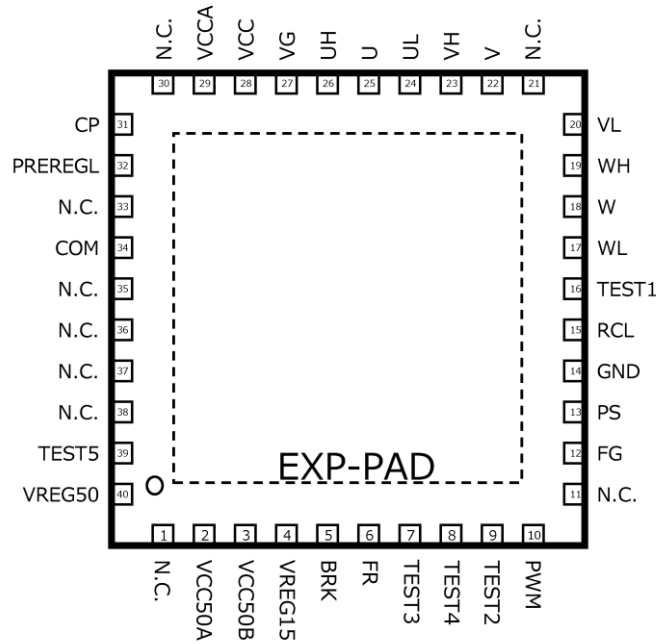 N.C. VCCA VCC VG UH U UL VH V N.C.
30 29 28 27 26 25 24 23 22 21
CP 31 20 VL
PREREGL 32 19 WH
N.C. 33 18 W
COM 34 17 WL
N.C. 35 16 TEST1
N.C. 36 15 RCL
N.C. 37 14 GND
N.C. 38 13 PS
TEST5 39 12 FG
EXP-PAD
VREG50 40 11 N.C.
1 2 3 4 5 6 7 8 9 10
N.C. VCC50A VCC50B VREG15 BRK FR TEST3 TEST4 TEST2 PWM